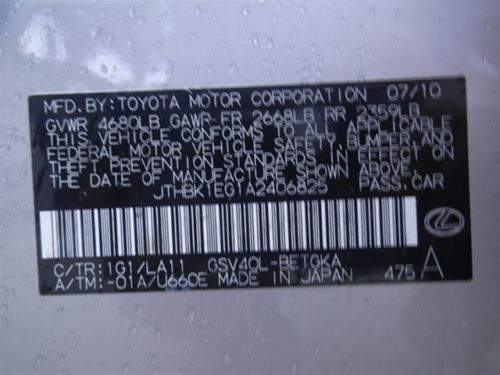 MFD. BY: TOYOTA MOTOR CORPORATION 07/10
GVWR 4680LB GAWR-FR 2668LB RR 2359LB
THIS VEHICLE CONFORMS TO ALL APPLICABLE
FEDERAL MOTOR VEHICLE SAFETY, BUMPER, AND
THEFT PREVENTION STANDARDS IN EFFECT ON
THE DATE OF MANUFACTURE SHOWN ABOVE.
JTHBK1EG1A2406825 PASS.CAR
C/TR:1G1/LA11 GSV40L-BETGKA
A/TM:-01A/U660E MADE IN JAPAN 475 A